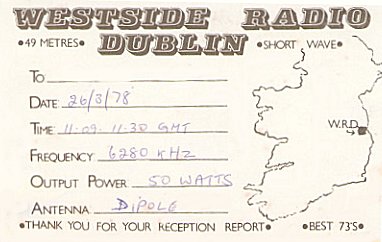 WESTSIDE RADIO
•49 METRES• DUBLIN •SHORT WAVE•
TO
DATE 26/3/78
TIME 11-09. 11-30 GMT
W.R.D.
FREQUENCY 6280 KHz
OUTPUT POWER 50 WATTS
ANTENNA DIPOLE
•THANK YOU FOR YOUR RECEPTION REPORT• •BEST 73'S•